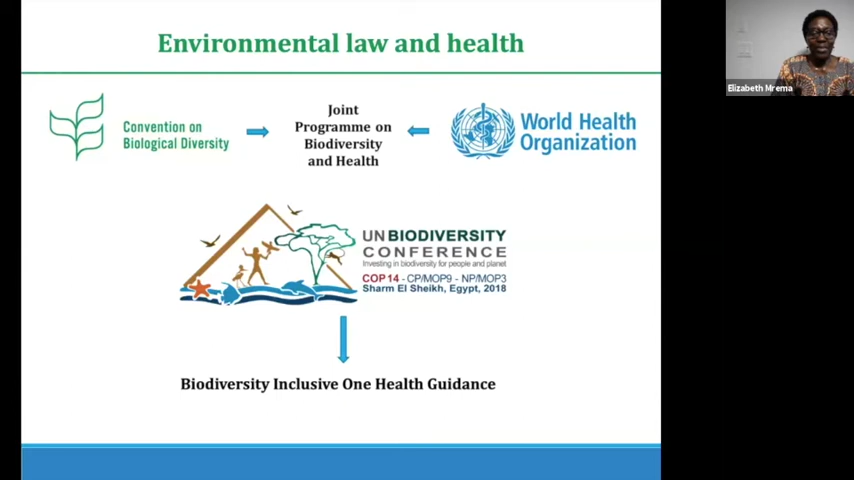 Environmental law and health
Elizabeth Mrema
Convention on
Biological Diversity
Joint
Programme on
Biodiversity
and Health
World Health
Organization
UN BIODIVERSITY
CONFERENCE
Investing in biodiversity for people and planet
COP 14 - CP/MOP9 - NP/MOP3
Sharm El Sheikh, Egypt, 2018
Biodiversity Inclusive One Health Guidance